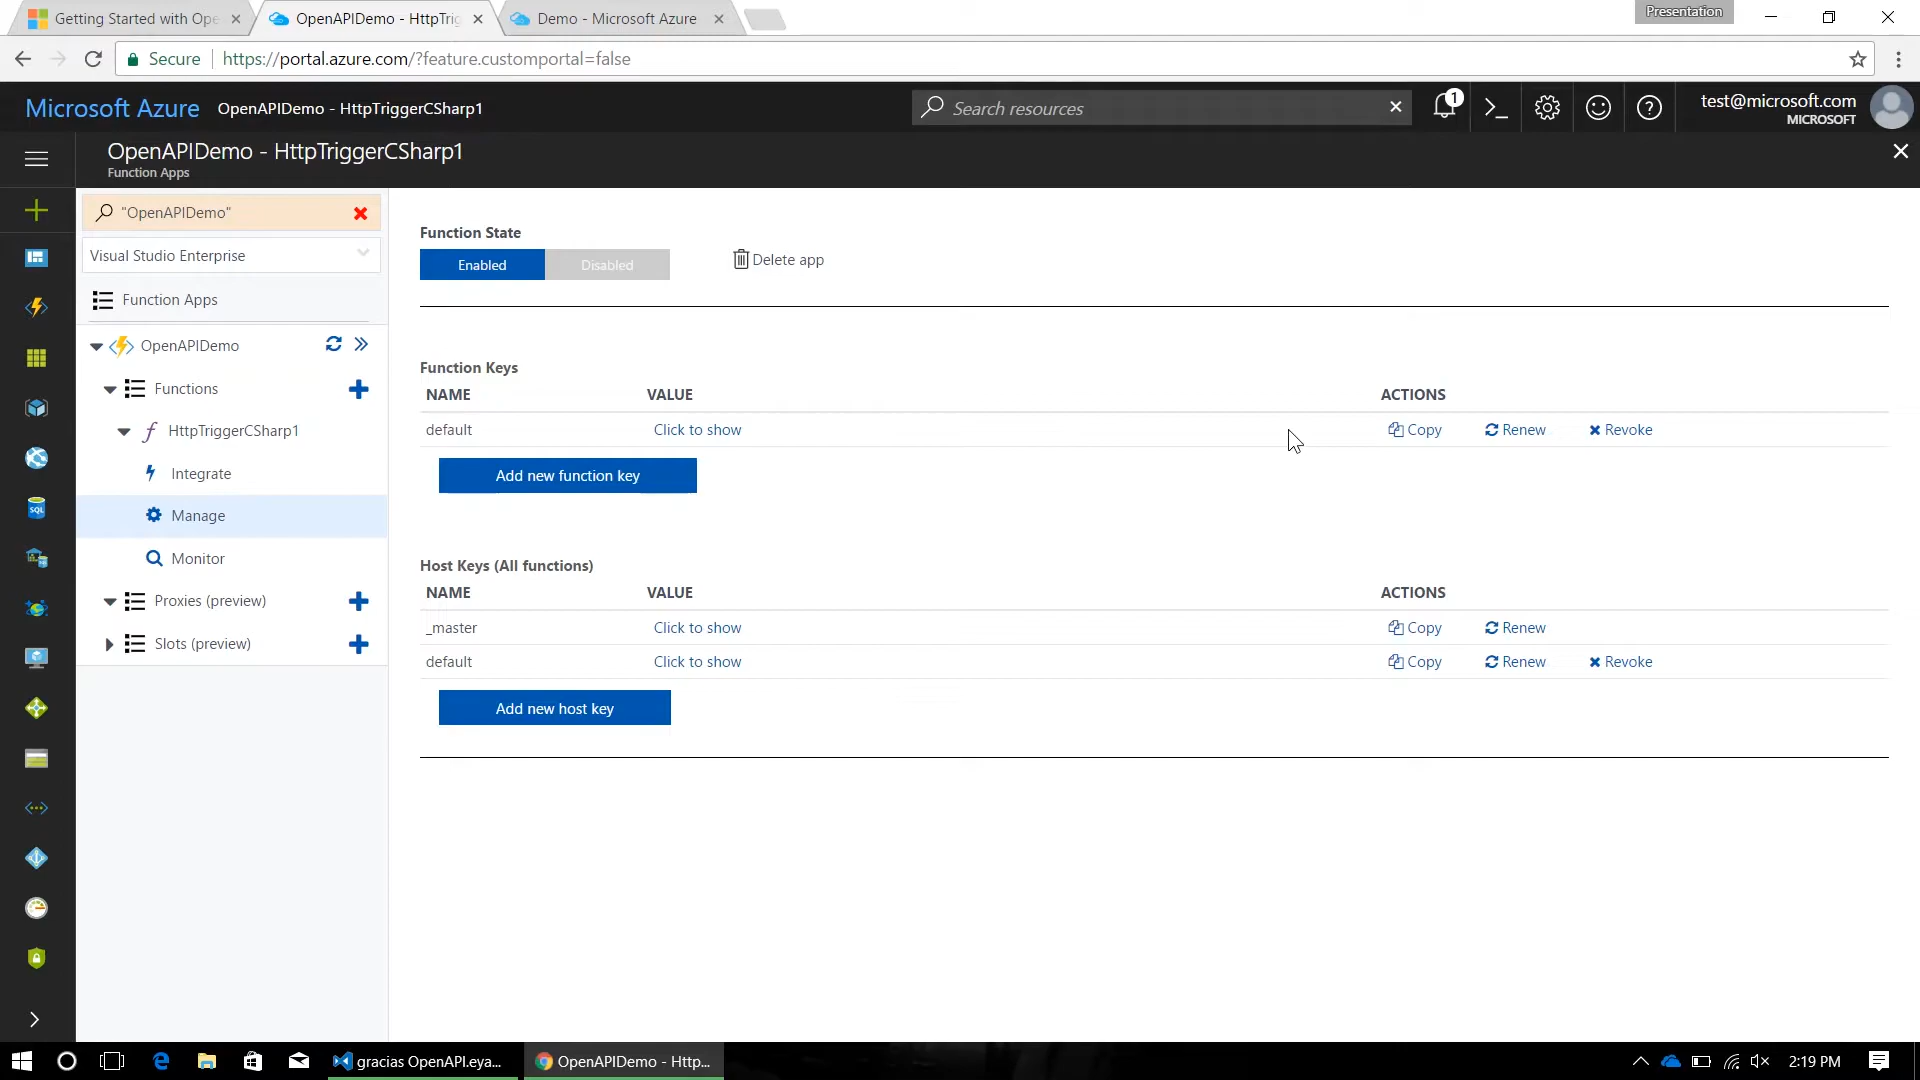 Getting Started with Ope
OpenAPIDemo - HttpTrig
Demo - Microsoft Azure
Presentation
Secure
https://portal.azure.com/?feature.customportal=false
Microsoft Azure
OpenAPIDemo - HttpTriggerCSharp1
Search resources
1
test@microsoft.com
MICROSOFT
OpenAPIDemo - HttpTriggerCSharp1
Function Apps
"OpenAPIDemo"
Visual Studio Enterprise
Function Apps
OpenAPIDemo
Functions
HttpTriggerCSharp1
Integrate
Manage
Monitor
Proxies (preview)
Slots (preview)
Function State
Enabled Disabled Delete app
Function Keys
NAME VALUE ACTIONS
default Click to show Copy Renew Revoke
Add new function key
Host Keys (All functions)
NAME VALUE ACTIONS
_master Click to show Copy Renew
default Click to show Copy Renew Revoke
Add new host key
SQL
gracias OpenAPI.eya...
OpenAPIDemo - Http...
2:19 PM